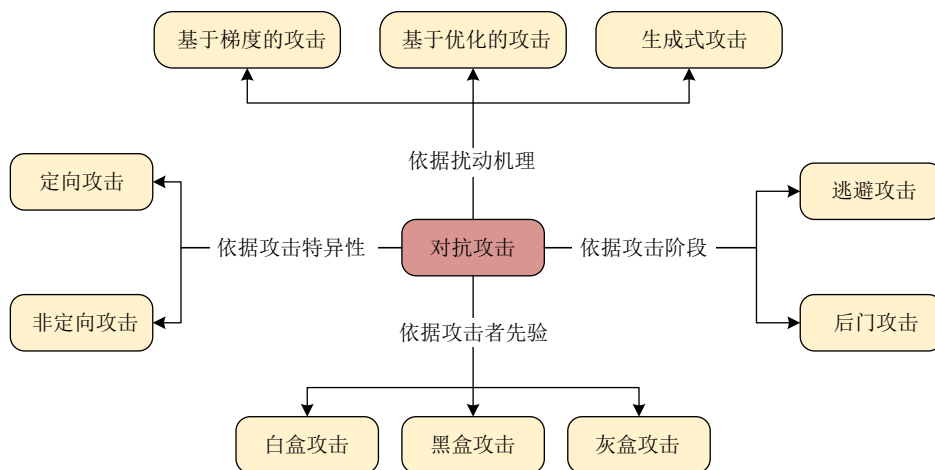 基于梯度的攻击
基于优化的攻击
生成式攻击
依据扰动机理
定向攻击
逃避攻击
依据攻击特异性
对抗攻击
依据攻击阶段
非定向攻击
后门攻击
依据攻击者先验
白盒攻击
黑盒攻击
灰盒攻击